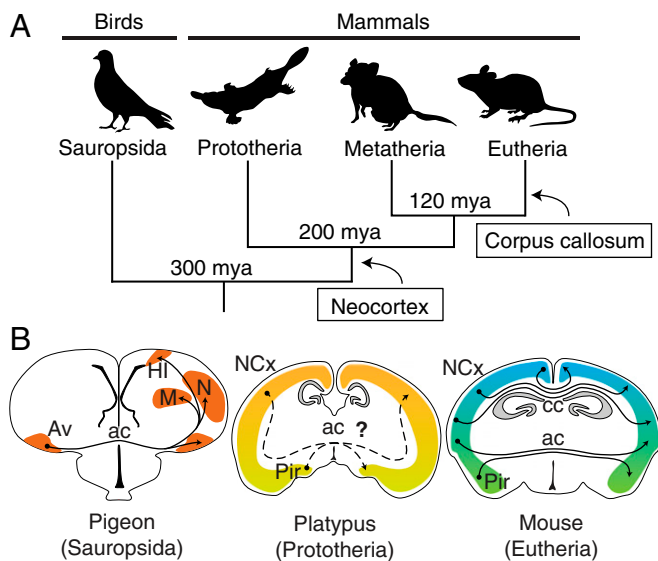 A
Birds
Mammals
Sauropsida
Prototheria
Metatheria
Eutheria
120 mya
200 mya
Corpus callosum
300 mya
Neocortex
B
HI
M
N
Av
ac
Pigeon
(Sauropsida)
NCx
ac ?
Pir
Platypus
(Prototheria)
NCx
cc
ac
Pir
Mouse
(Eutheria)